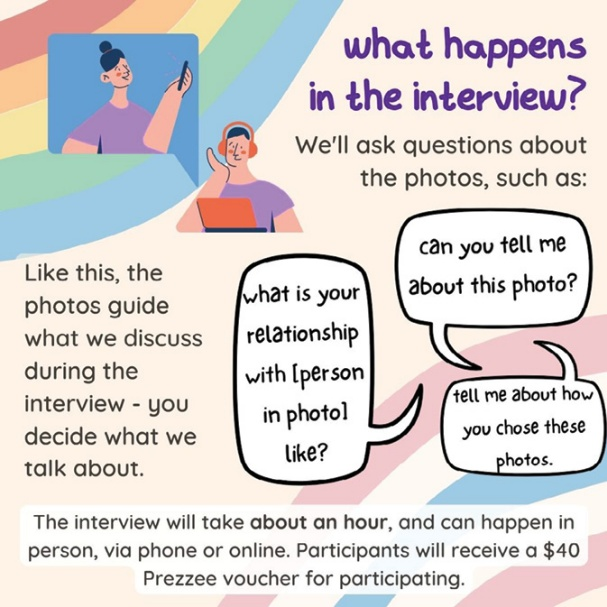 what happens
in the interview?
We'll ask questions about
the photos, such as:
can you tell me
about this photo?
Like this, the
photos guide
what we discuss
during the
interview - you
decide what we
talk about.
what is your
relationship
with [person
in photo]
like?
tell me about how
you chose these
photos.
The interview will take about an hour, and can happen in
person, via phone or online. Participants will receive a $40
Prezzee voucher for participating.